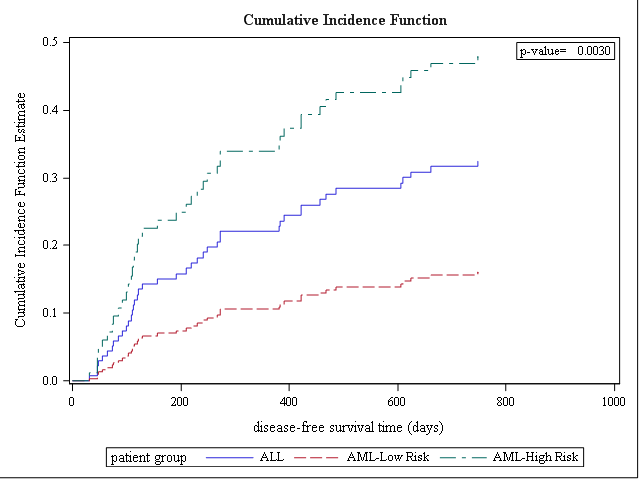 Cumulative Incidence Function
p-value= 0.0030
Cumulative Incidence Function Estimate
0.5
0.4
0.3
0.2
0.1
0.0
0 200 400 600 800 1000
disease-free survival time (days)
patient group ALL AML-Low Risk AML-High Risk